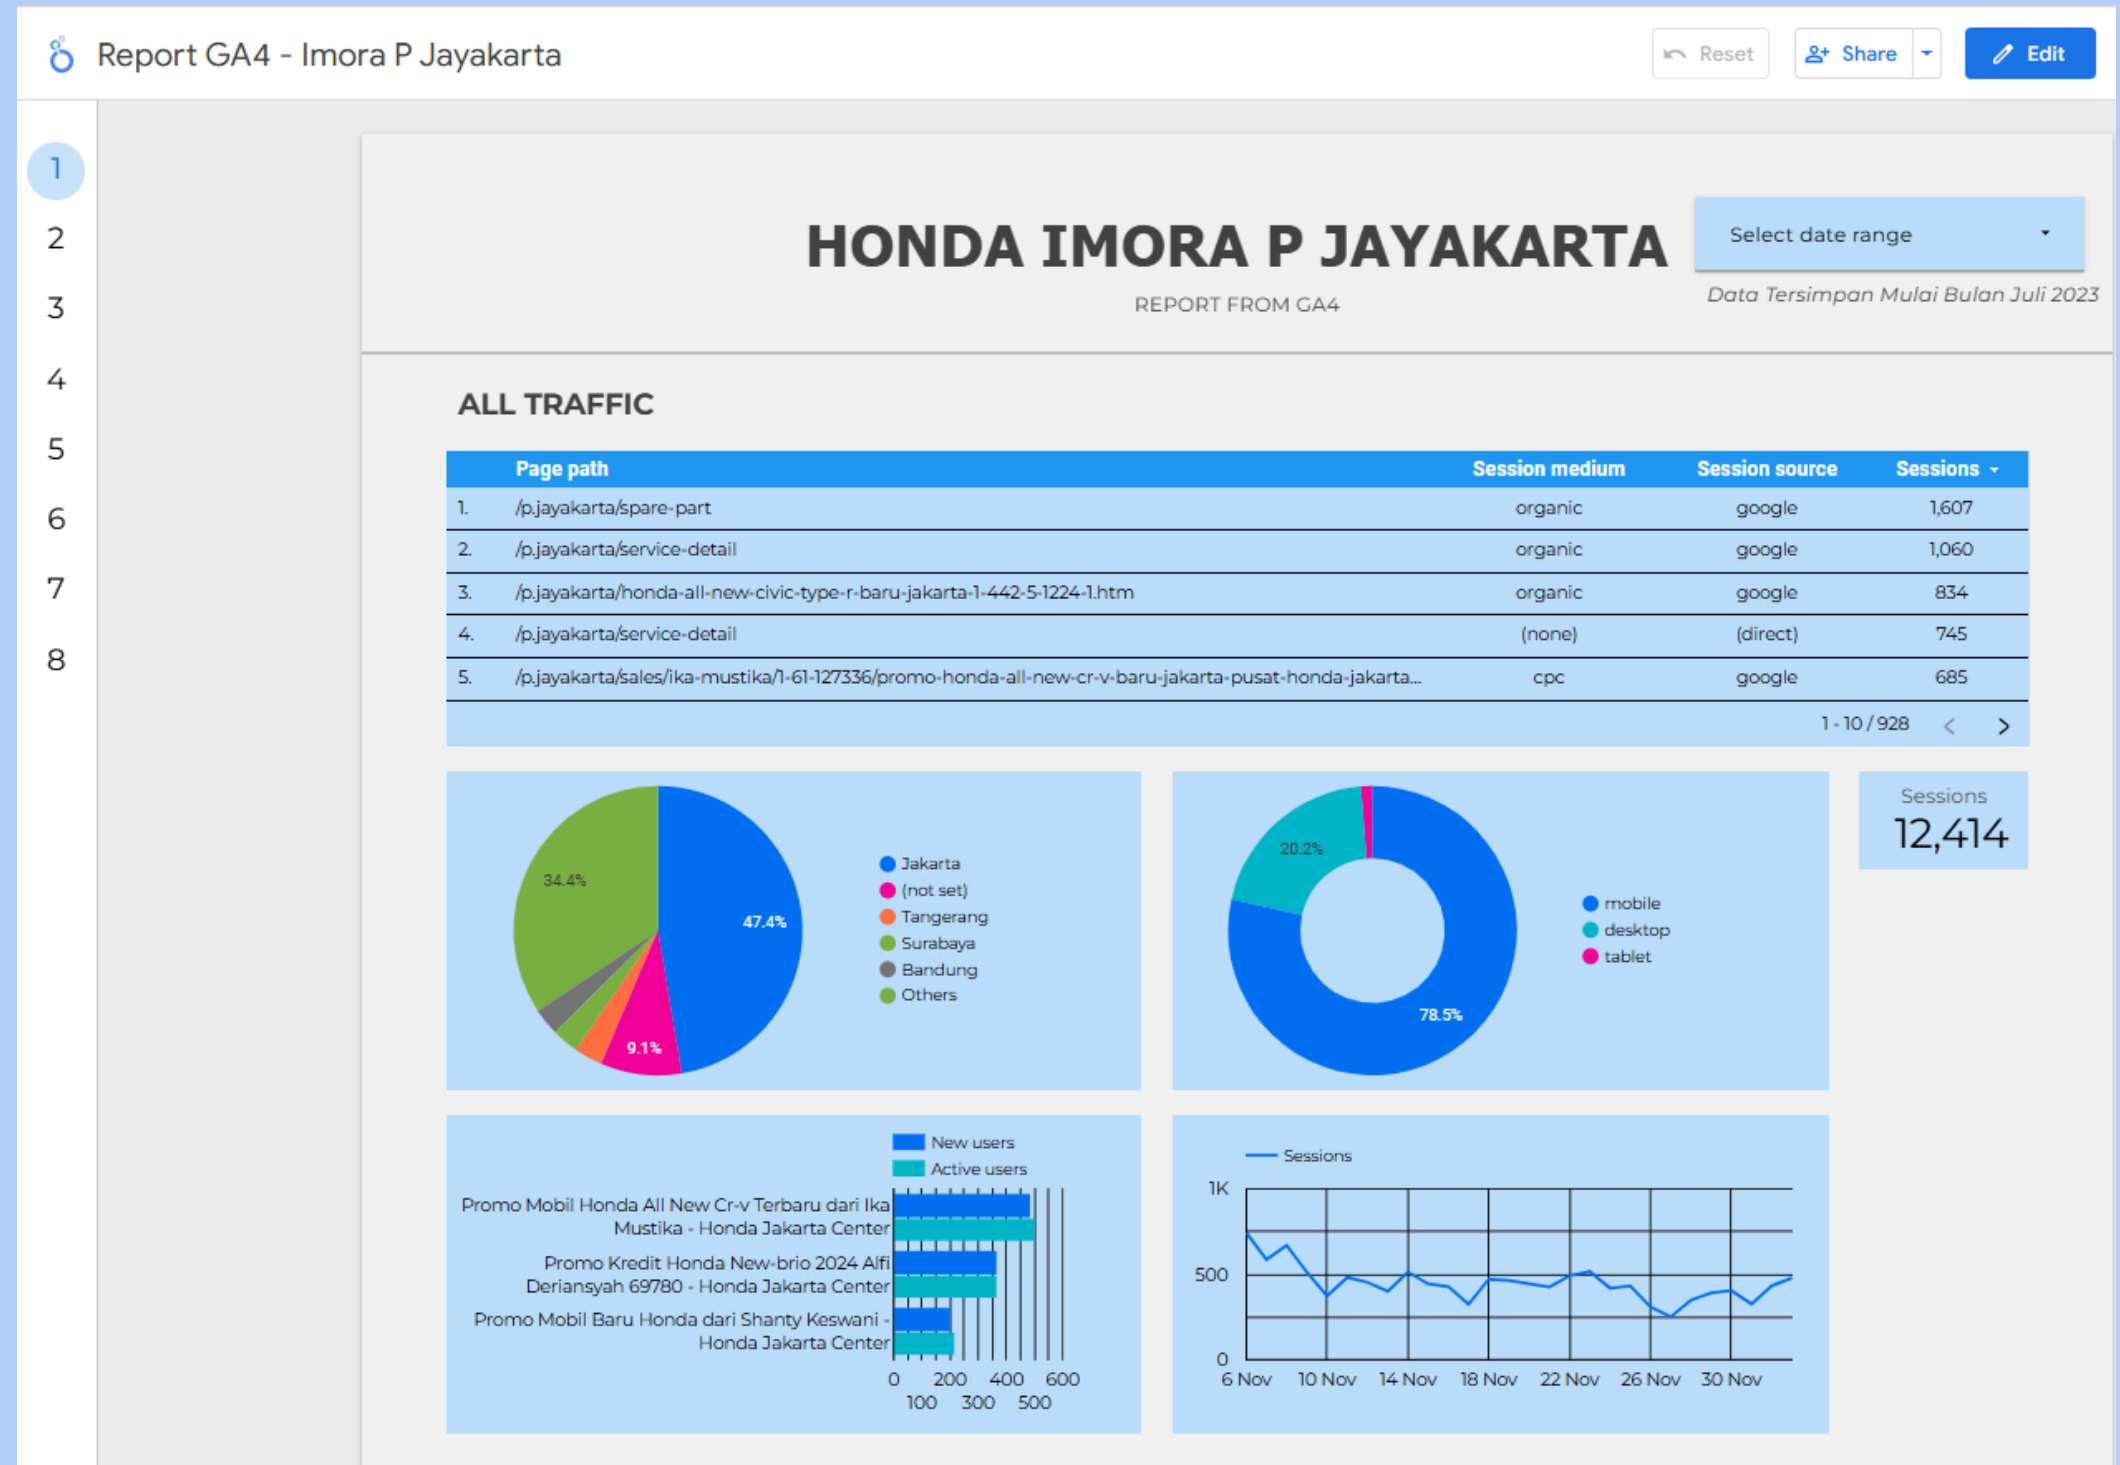 Report GA4 - Imora P Jayakarta
Reset
Share
Edit
1
2
3
4
5
6
7
8
HONDA IMORA P JAYAKARTA
REPORT FROM GA4
Select date range
Data Tersimpan Mulai Bulan Juli 2023
ALL TRAFFIC
Page path Session medium Session source Sessions
1. /p.jayakarta/spare-part organic google 1,607
2. /p.jayakarta/service-detail organic google 1,060
3. /p.jayakarta/honda-all-new-civic-type-r-baru-jakarta-1-442-5-1224-1.htm organic google 834
4. /p.jayakarta/service-detail (none) (direct) 745
5. /p.jayakarta/sales/ika-mustika/1-61-127336/promo-honda-all-new-cr-v-baru-jakarta-pusat-honda-jakarta... cpc google 685
1 - 10 / 928 < >
34.4%
47.4%
9.1%
Jakarta
(not set)
Tangerang
Surabaya
Bandung
Others
20.2%
78.5%
mobile
desktop
tablet
Sessions
12,414
New users
Active users
Promo Mobil Honda All New Cr-v Terbaru dari Ika
Mustika - Honda Jakarta Center
Promo Kredit Honda New-brio 2024 Alfi
Deriansyah 69780 - Honda Jakarta Center
Promo Mobil Baru Honda dari Shanty Keswani -
Honda Jakarta Center
0 200 400 600
100 300 500
Sessions
1K
500
0
6 Nov 10 Nov 14 Nov 18 Nov 22 Nov 26 Nov 30 Nov